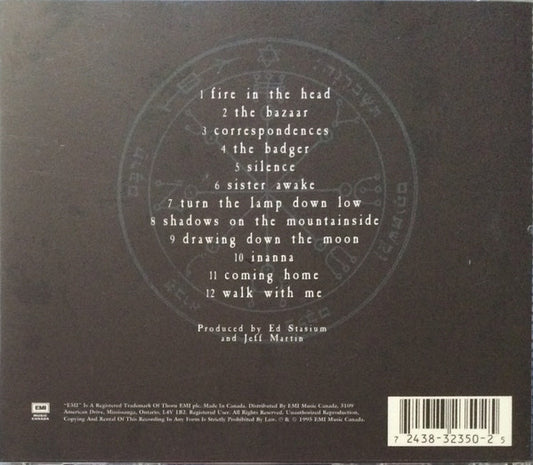 1 fire in the head
2 the bazaar
3 correspondences
4 the badger
5 silence
6 sister awake
7 turn the lamp down low
8 shadows on the mountainside
9 drawing down the moon
10 inanna
11 coming home
12 walk with me
Produced by Ed Stasium
and Jeff Martin
EMI
MUSIC
CANADA
"EMI" Is A Registered Trademark Of Thorn EMI plc. Made In Canada. Distributed By EMI Music Canada, 3109
American Drive, Mississauga, Ontario, L4V 1B2. Registered User. All Rights Reserved. Unauthorized Reproduction,
Copying And Rental Of This Recording In Any Form Is Strictly Prohibited By Law. ℗ & © 1995 EMI Music Canada.
7 24383-2350-2 5